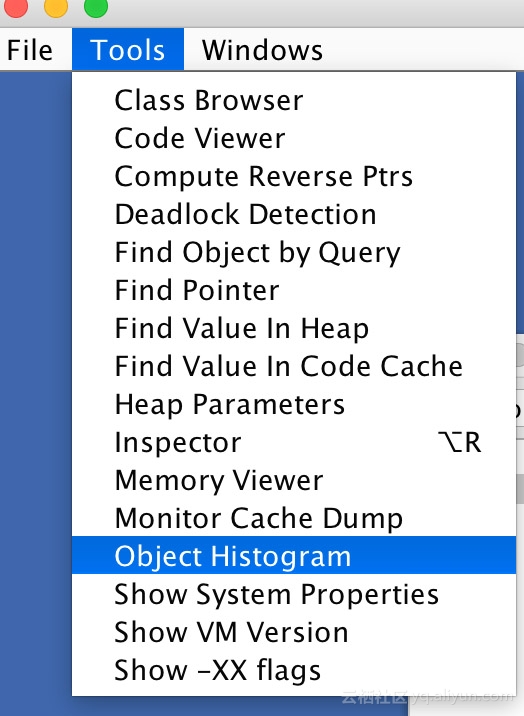 File Tools Windows
Class Browser
Code Viewer
Compute Reverse Ptrs
Deadlock Detection
Find Object by Query
Find Pointer
Find Value In Heap
Find Value In Code Cache
Heap Parameters
Inspector ⌥R
Memory Viewer
Monitor Cache Dump
Object Histogram
Show System Properties
Show VM Version
Show -XX flags
云栖社区 yq.aliyun.com